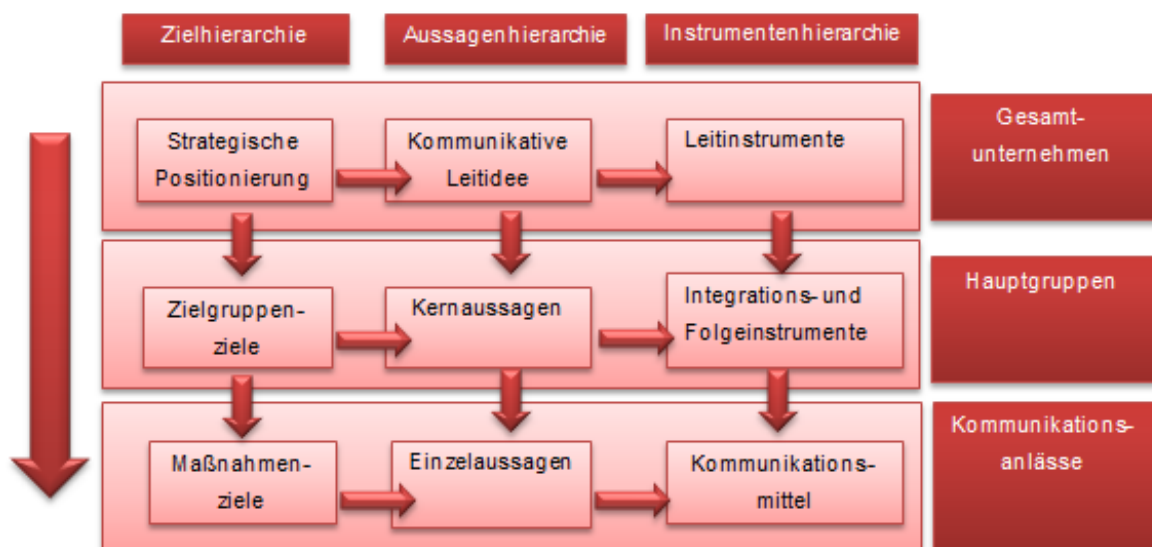 Zielhierarchie
Aussagenhierarchie
Instrumentenhierarchie
Strategische
Positionierung
Kommunikative
Leitidee
Leitinstrumente
Gesamt-
unternehmen
Zielgruppen-
ziele
Kernaussagen
Integrations- und
Folgeinstrumente
Hauptgruppen
Maßnahmen-
ziele
Einzelaussagen
Kommunikations-
mittel
Kommunikations-
anlässe